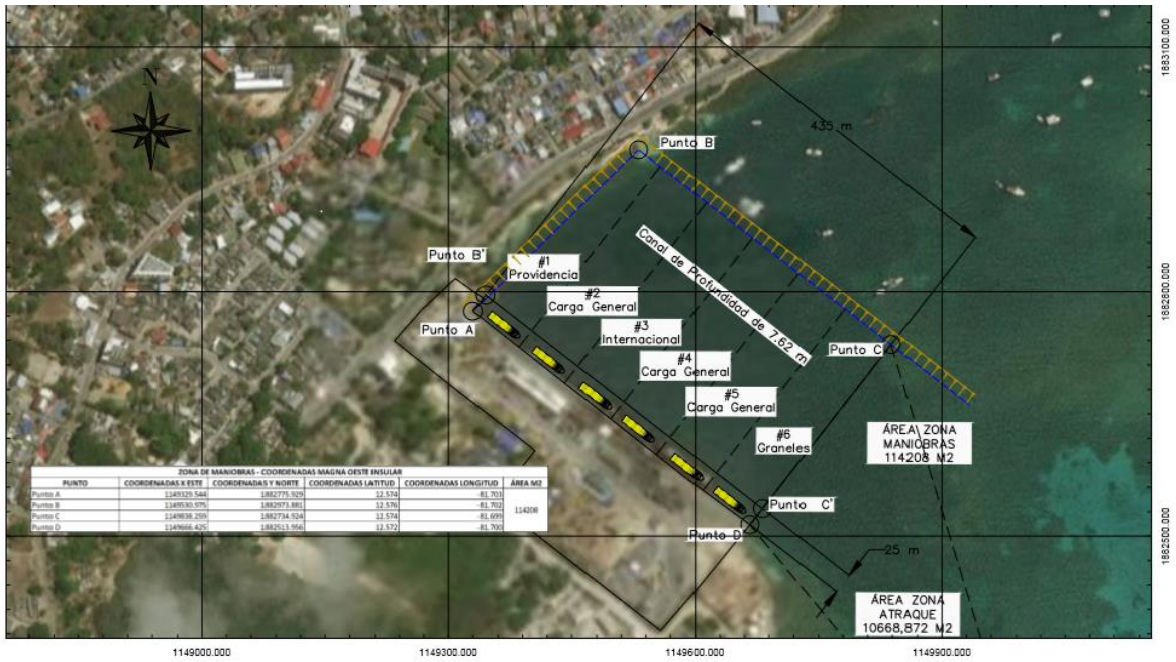 N
1883100.000
1882800.000
1882500.000
435 m
Punto B
Punto B'
#1
Providencia
#2
Carga General
#3
Internacional
#4
Carga General
#5
Carga General
#6
Graneles
Canal de Profundidad de 7.62 m
Punto A
Punto C
ÁREA ZONA
MANIOBRAS
114208 M2
Punto C'
Punto D
25 m
ÁREA ZONA
ATRAQUE
10668,872 M2
ZONA DE MANIOBRAS - COORDENADAS MAGNA OESTE INSULAR
PUNTO COORDENADAS X ESTE COORDENADAS Y NORTE COORDENADAS LATITUD COORDENADAS LONGITUD ÁREA M2
Punto A 1149329.544 1882775.929 12.574 -81.703
Punto B 1149530.975 1882973.881 12.576 -81.702
114208
Punto C 1149838.259 1882734.924 12.574 -81.699
Punto D 1149666.425 1882513.956 12.572 -81.700
1149000.000
1149300.000
1149600.000
1149900.000